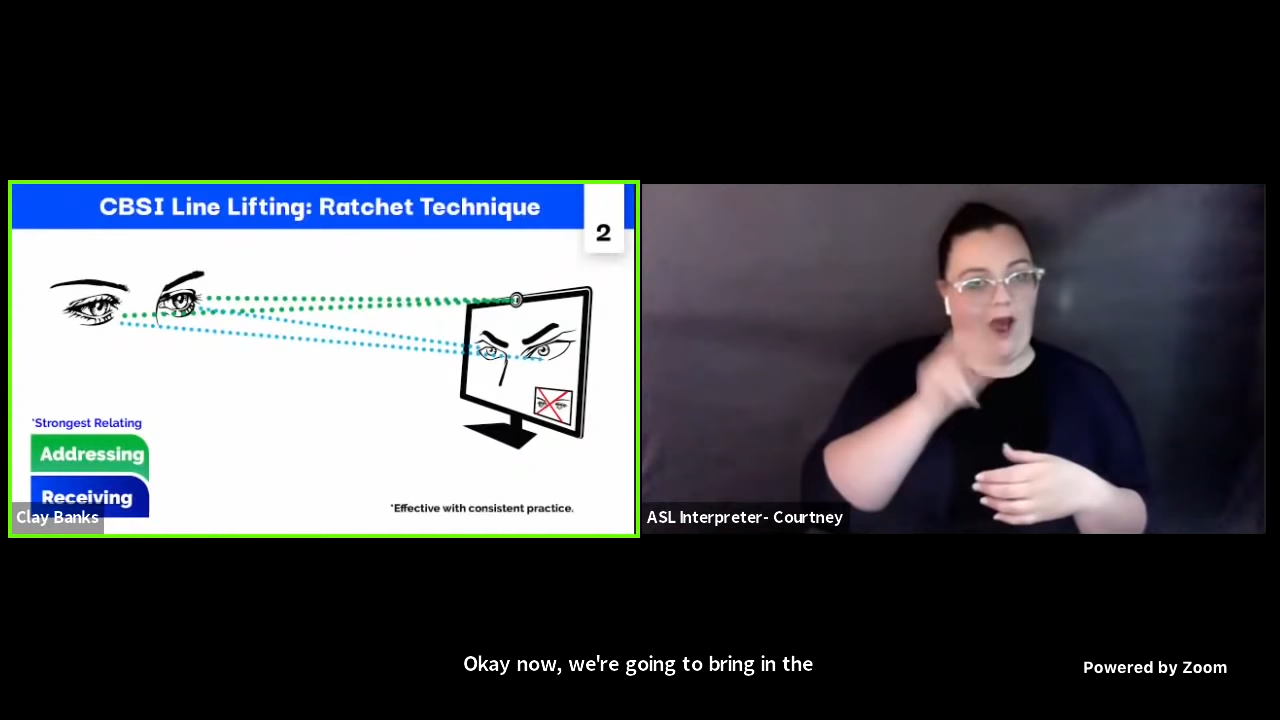 CBSI Line Lifting: Ratchet Technique
2
*Strongest Relating
Addressing
Receiving
*Effective with consistent practice.
Clay Banks
ASL Interpreter- Courtney
Okay now, we're going to bring in the
Powered by Zoom